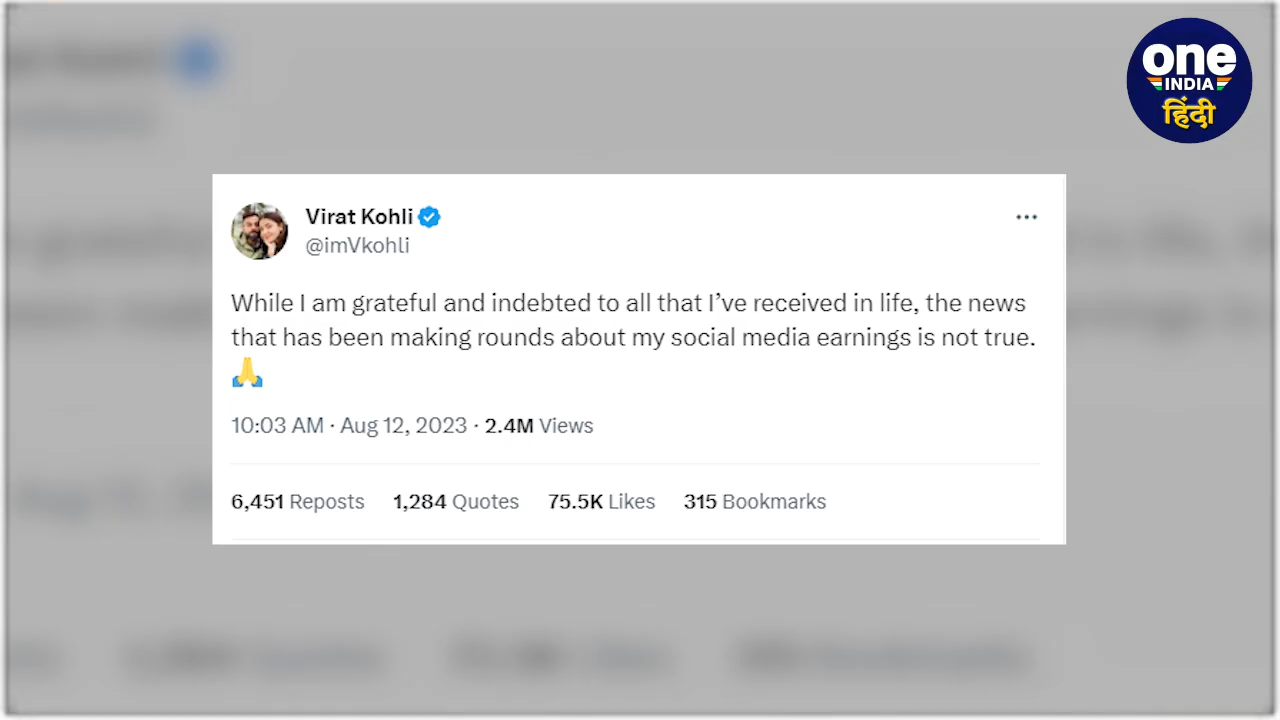 one
INDIA
हिंदी
Virat Kohli
@imVkohli
While I am grateful and indebted to all that I’ve received in life, the news
that has been making rounds about my social media earnings is not true.
🙏
10:03 AM · Aug 12, 2023 · 2.4M Views
6,451 Reposts 1,284 Quotes 75.5K Likes 315 Bookmarks